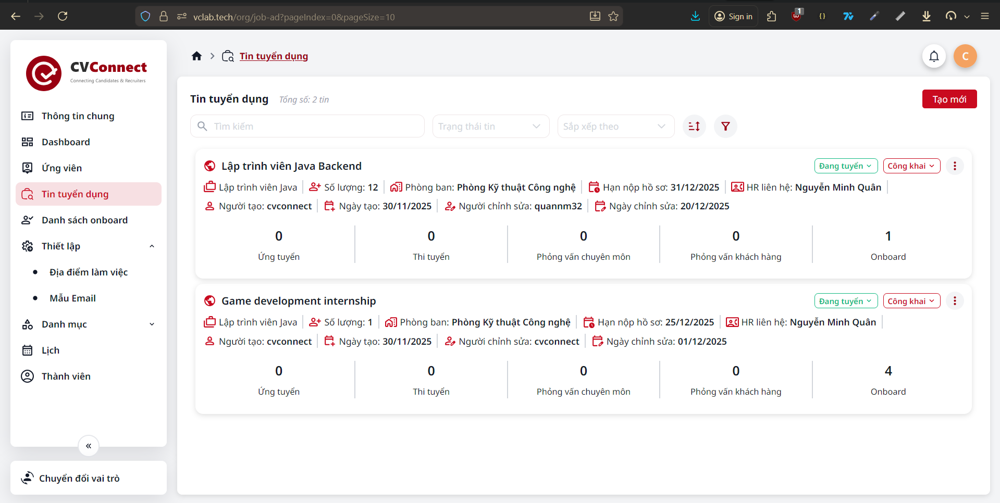 vclab.tech/org/job-ad?pageIndex=0&pageSize=10
Sign in
1
CVConnect
Connecting Candidates & Recruiters
Thông tin chung
Dashboard
Ứng viên
Tin tuyển dụng
Danh sách onboard
Thiết lập
Địa điểm làm việc
Mẫu Email
Danh mục
Lịch
Thành viên
Chuyển đổi vai trò
Tin tuyển dụng
C
Tin tuyển dụng Tổng số: 2 tin
Tạo mới
Tìm kiếm Trạng thái tin Sắp xếp theo
Lập trình viên Java Backend Đang tuyển Công khai
Lập trình viên Java Số lượng: 12 Phòng ban: Phòng Kỹ thuật Công nghệ Hạn nộp hồ sơ: 31/12/2025 HR liên hệ: Nguyễn Minh Quân
Người tạo: cvconnect Ngày tạo: 30/11/2025 Người chỉnh sửa: quannm32 Ngày chỉnh sửa: 20/12/2025
0 0 0 0 1
Ứng tuyển Thi tuyển Phỏng vấn chuyên môn Phỏng vấn khách hàng Onboard
Game development internship Đang tuyển Công khai
Lập trình viên Java Số lượng: 1 Phòng ban: Phòng Kỹ thuật Công nghệ Hạn nộp hồ sơ: 25/12/2025 HR liên hệ: Nguyễn Minh Quân
Người tạo: cvconnect Ngày tạo: 30/11/2025 Người chỉnh sửa: cvconnect Ngày chỉnh sửa: 01/12/2025
0 0 0 0 4
Ứng tuyển Thi tuyển Phỏng vấn chuyên môn Phỏng vấn khách hàng Onboard